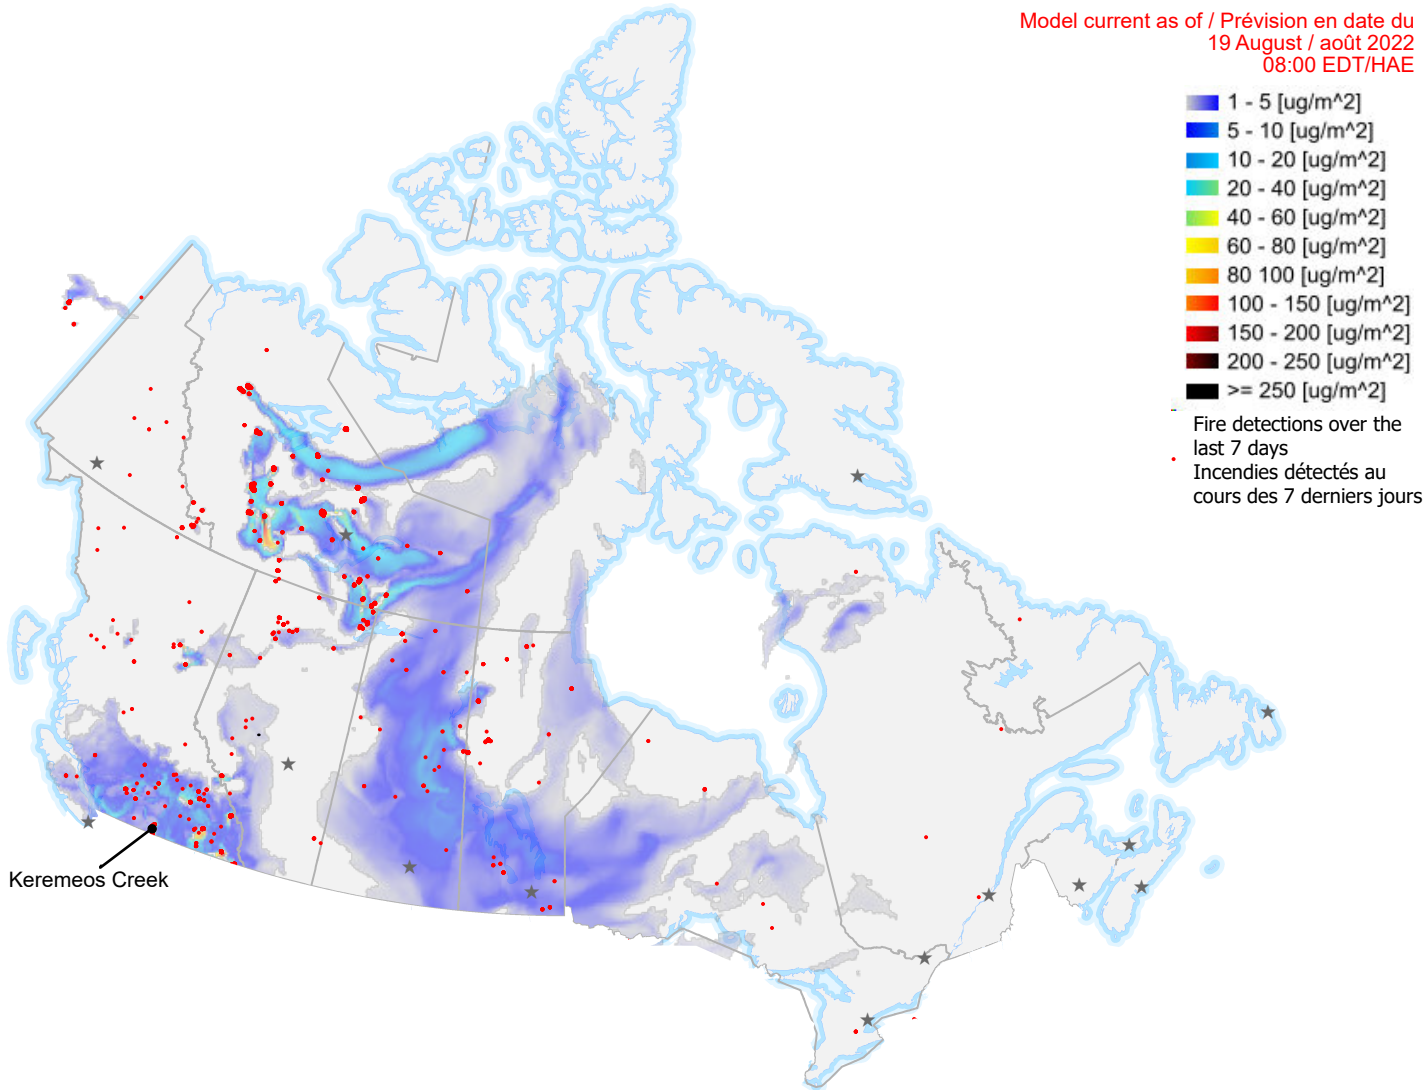 Model current as of / Prévision en date du
19 August / août 2022
08:00 EDT/HAE
1 - 5 [ug/m^2]
5 - 10 [ug/m^2]
10 - 20 [ug/m^2]
20 - 40 [ug/m^2]
40 - 60 [ug/m^2]
60 - 80 [ug/m^2]
80 100 [ug/m^2]
100 - 150 [ug/m^2]
150 - 200 [ug/m^2]
200 - 250 [ug/m^2]
>= 250 [ug/m^2]
Fire detections over the
last 7 days
Incendies détectés au
cours des 7 derniers jours
Keremeos Creek